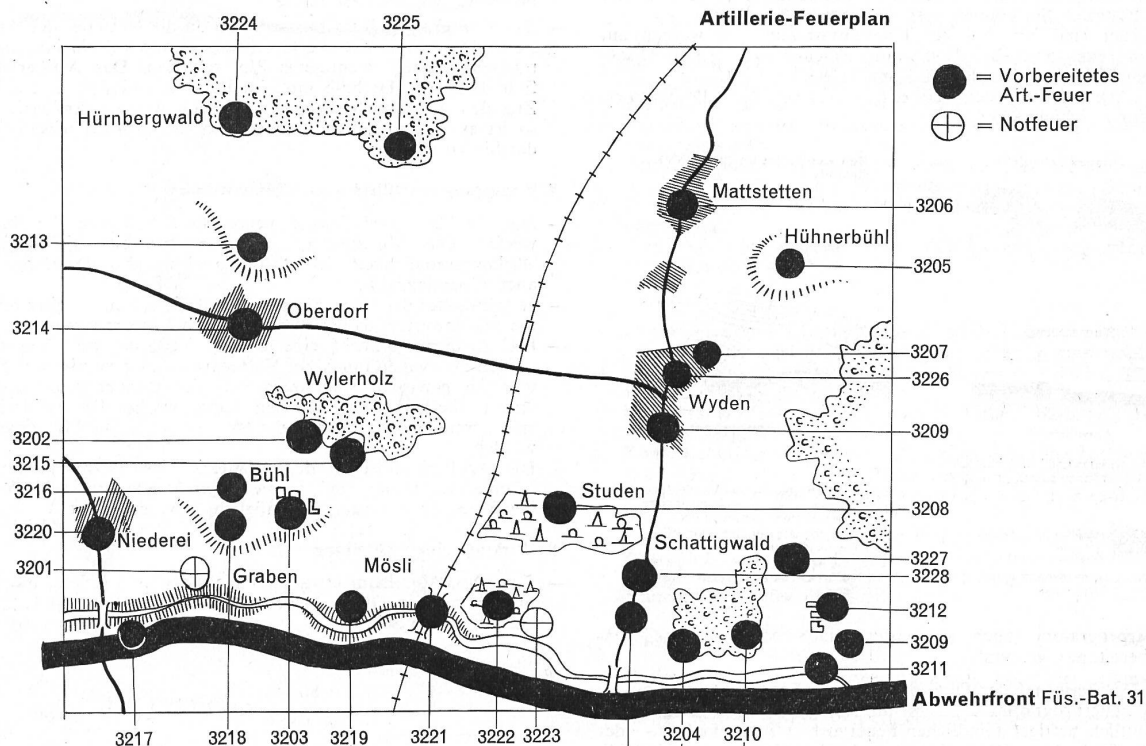 3224
3225
Artillerie-Feuerplan
= Vorbereitetes
Art.-Feuer
= Notfeuer
Hürnbergwald
Mattstetten
3206
3213
Hühnerbühl
3205
Oberdorf
3214
3207
3226
Wylerholz
Wyden
3209
3202
3215
3216
Bühl
Studen
3208
3220
Niederei
Schattigwald
3227
3228
3201
Graben
Mösli
3212
3209
3211
Abwehrfront Füs.-Bat. 31
3217
3218
3203
3219
3221
3222
3223
3204
3210